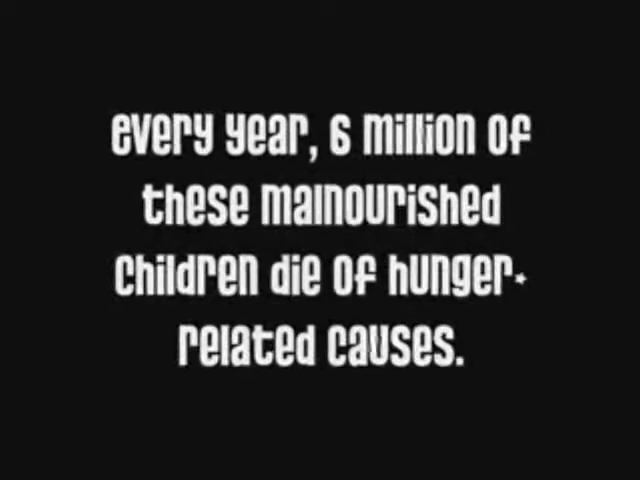 every year, 6 million of
these malnourished
children die of hunger-
related causes.